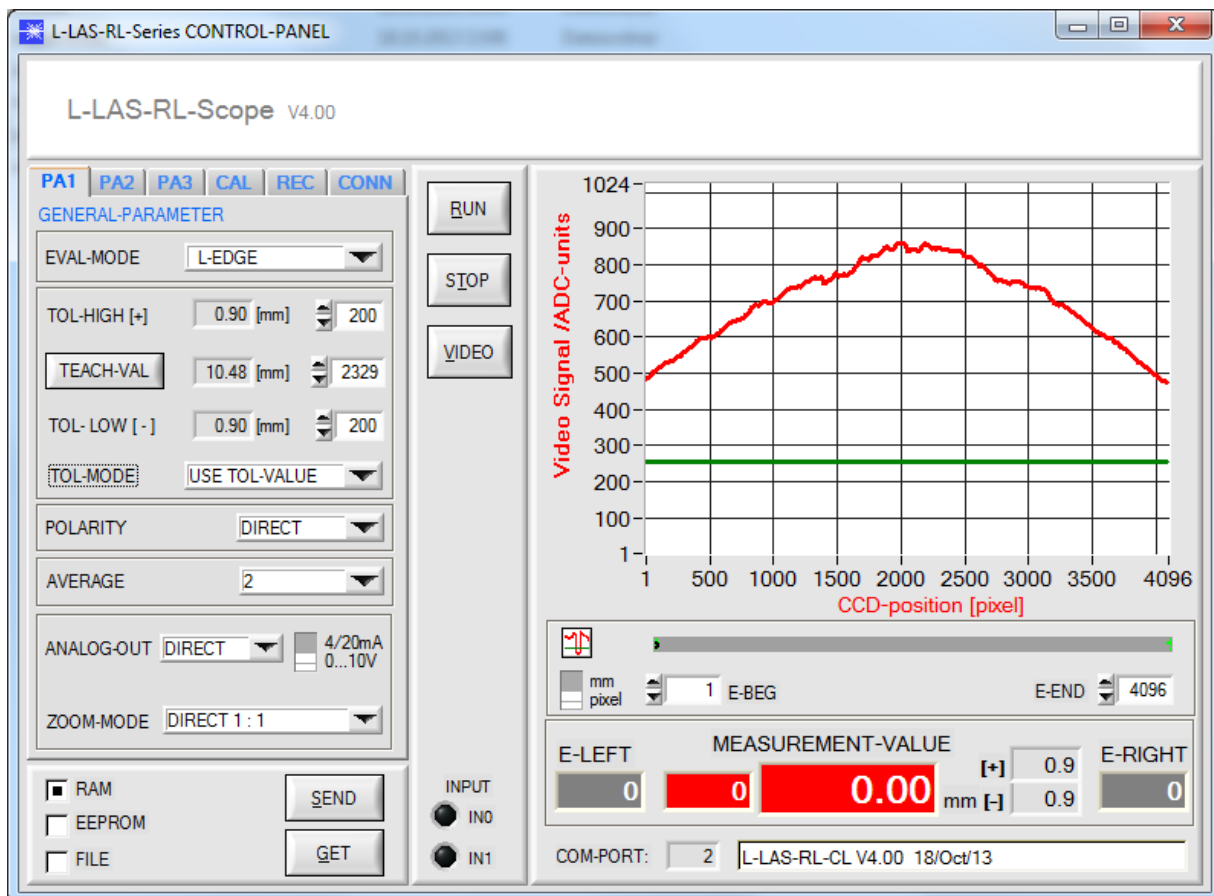 L-LAS-RL-Series CONTROL-PANEL
L-LAS-RL-Scope V4.00
PA1 PA2 PA3 CAL REC CONN
GENERAL-PARAMETER
EVAL-MODE L-EDGE
TOL-HIGH [+] 0.90 [mm] 200
TEACH-VAL 10.48 [mm] 2329
TOL- LOW [ - ] 0.90 [mm] 200
TOL-MODE USE TOL-VALUE
POLARITY DIRECT
AVERAGE 2
ANALOG-OUT DIRECT 4/20mA
0...10V
ZOOM-MODE DIRECT 1 : 1
RAM
EEPROM
FILE
SEND
GET
RUN
STOP
VIDEO
INPUT
IN0
IN1
Video Signal /ADC-units
1024
900
800
700
600
500
400
300
200
100
1
1 500 1000 1500 2000 2500 3000 3500 4096
CCD-position [pixel]
mm
pixel
1 E-BEG E-END 4096
E-LEFT MEASUREMENT-VALUE E-RIGHT
0 0 0.00 mm [+] 0.9 0
[-] 0.9
COM-PORT: 2 L-LAS-RL-CL V4.00 18/Oct/13